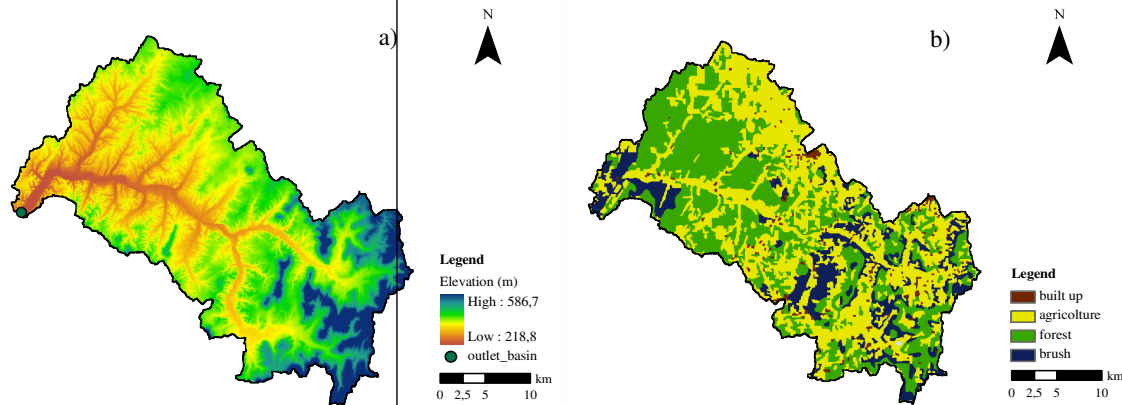 N
a)
Legend
Elevation (m)
High : 586,7
Low : 218,8
outlet_basin
km
0 2,5 5 10
N
b)
Legend
built up
agricolture
forest
brush
km
0 2,5 5 10